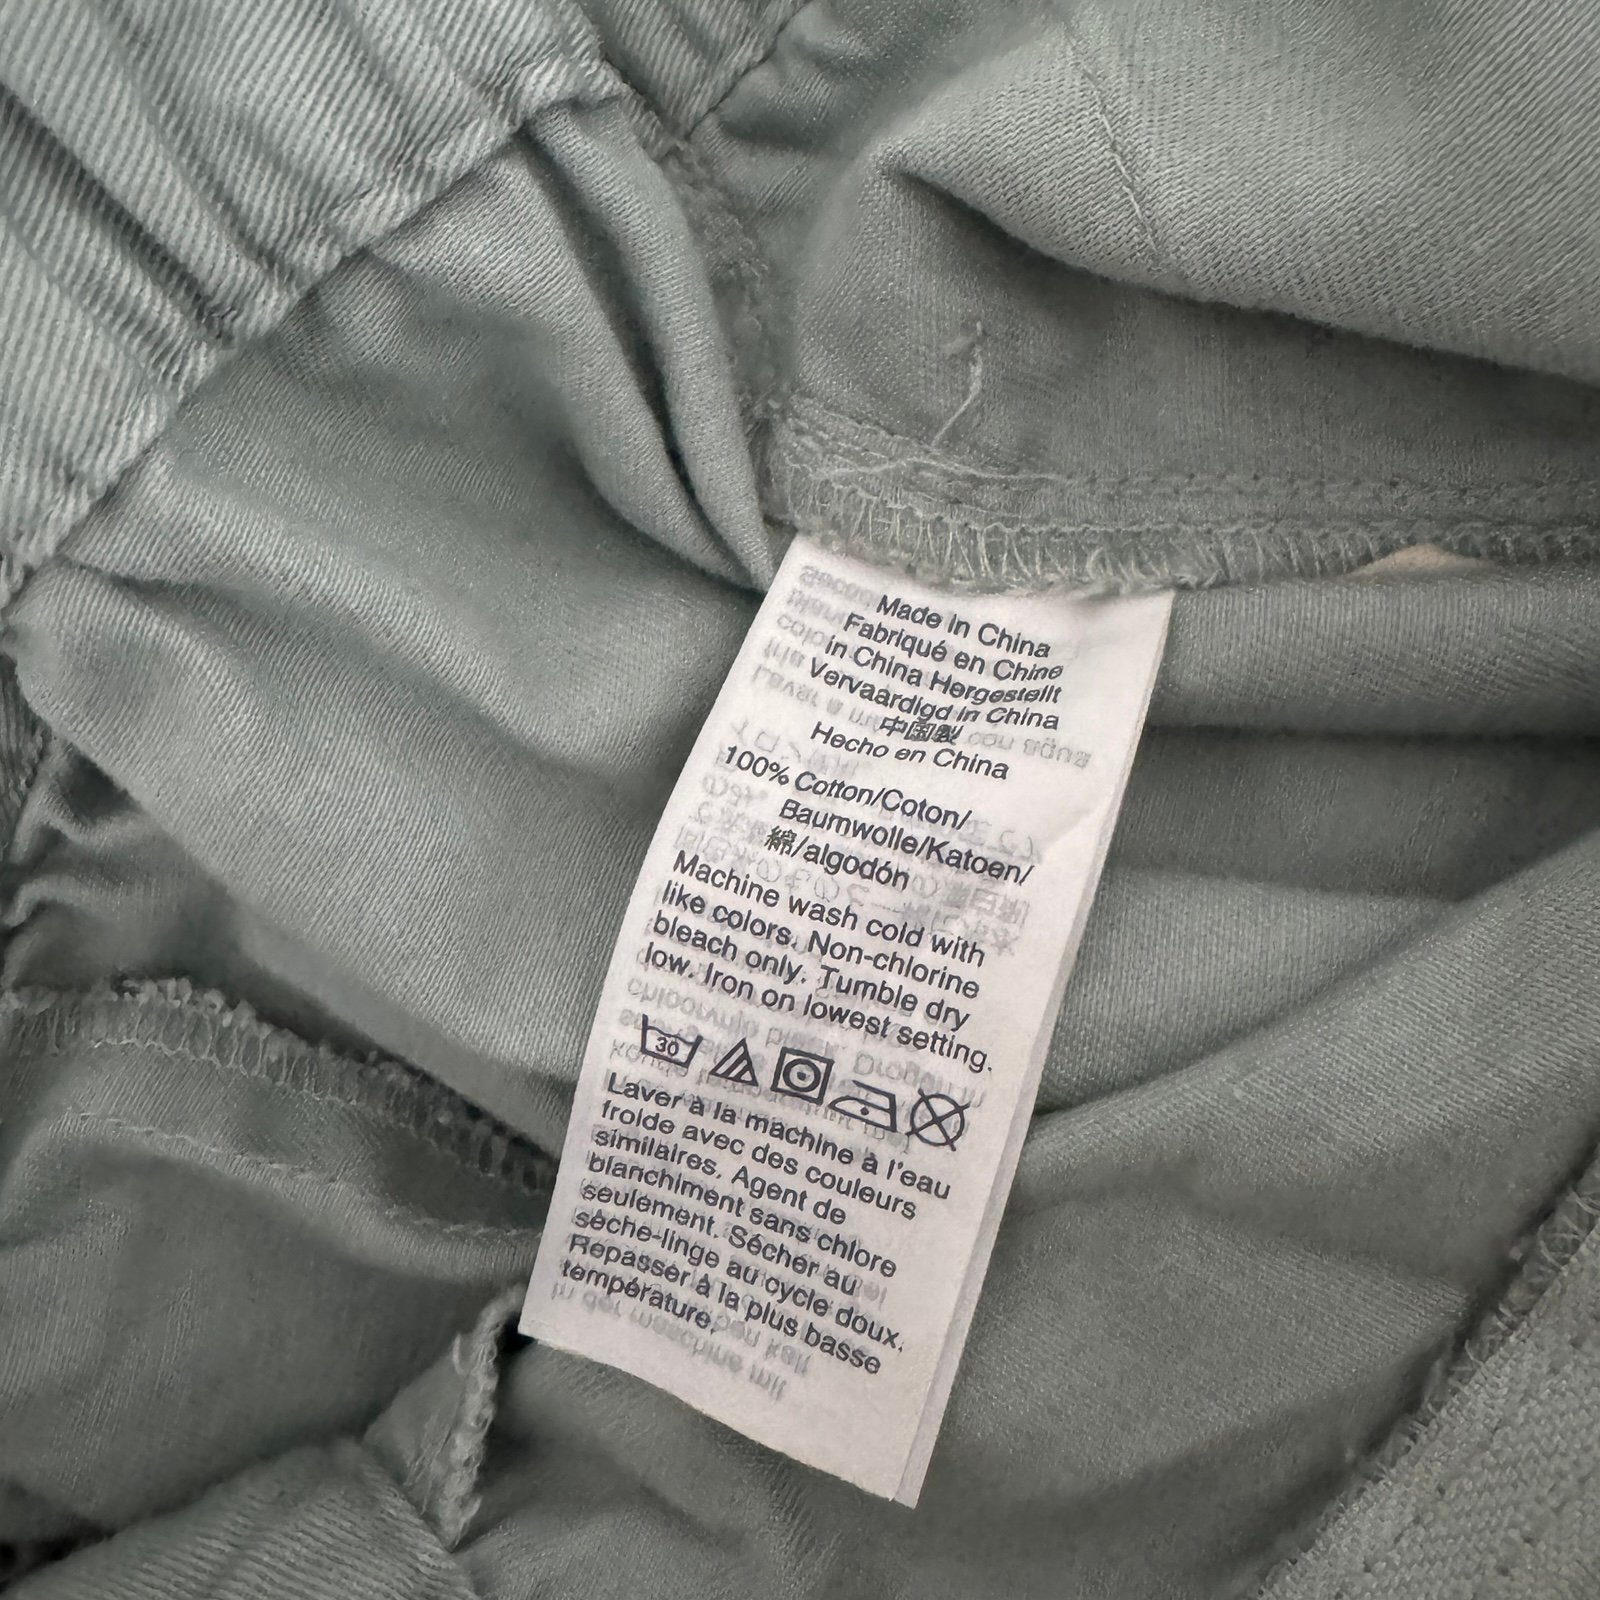 Made in China
Fabriqué en Chine
in China Hergestellt
Vervaardigd in China
中国製
Hecho en China
100% Cotton/Coton/
Baumwolle/Katoen/
綿/algodón
Machine wash cold with
like colors. Non-chlorine
bleach only. Tumble dry
low. Iron on lowest setting.
30
Laver à la machine à l'eau
froide avec des couleurs
similaires. Agent de
blanchiment sans chlore
seulement. Sécher au
sèche-linge au cycle doux.
Repasser à la plus basse
température.